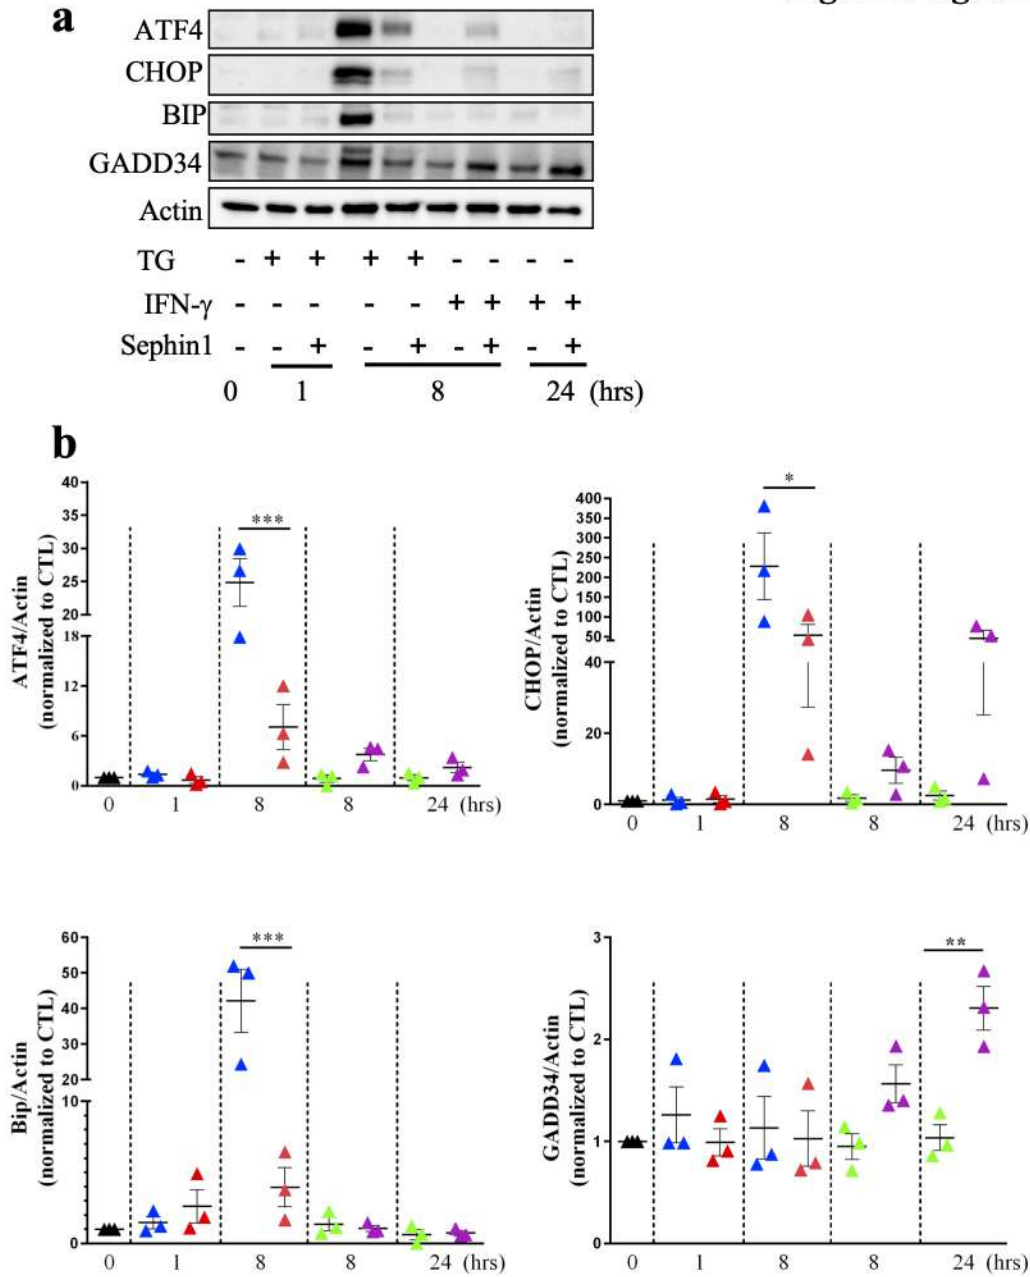 a
ATF4
CHOP
BIP
GADD34
Actin
TG - + + + + - - - -
IFN-γ - - - - - + + + +
Sephin1 - - + - + - + - +
0 1 8 24 (hrs)
b
ATF4/Actin
(normalized to CTL)
40
35
30
25
20
18
12
6
0
***
0 1 8 8 24 (hrs)
CHOP/Actin
(normalized to CTL)
400
350
300
250
200
150
100
50
40
20
0
*
0 1 8 8 24 (hrs)
Bip/Actin
(normalized to CTL)
60
50
40
30
20
10
0
***
0 1 8 8 24 (hrs)
GADD34/Actin
(normalized to CTL)
3
2
1
0
**
0 1 8 8 24 (hrs)